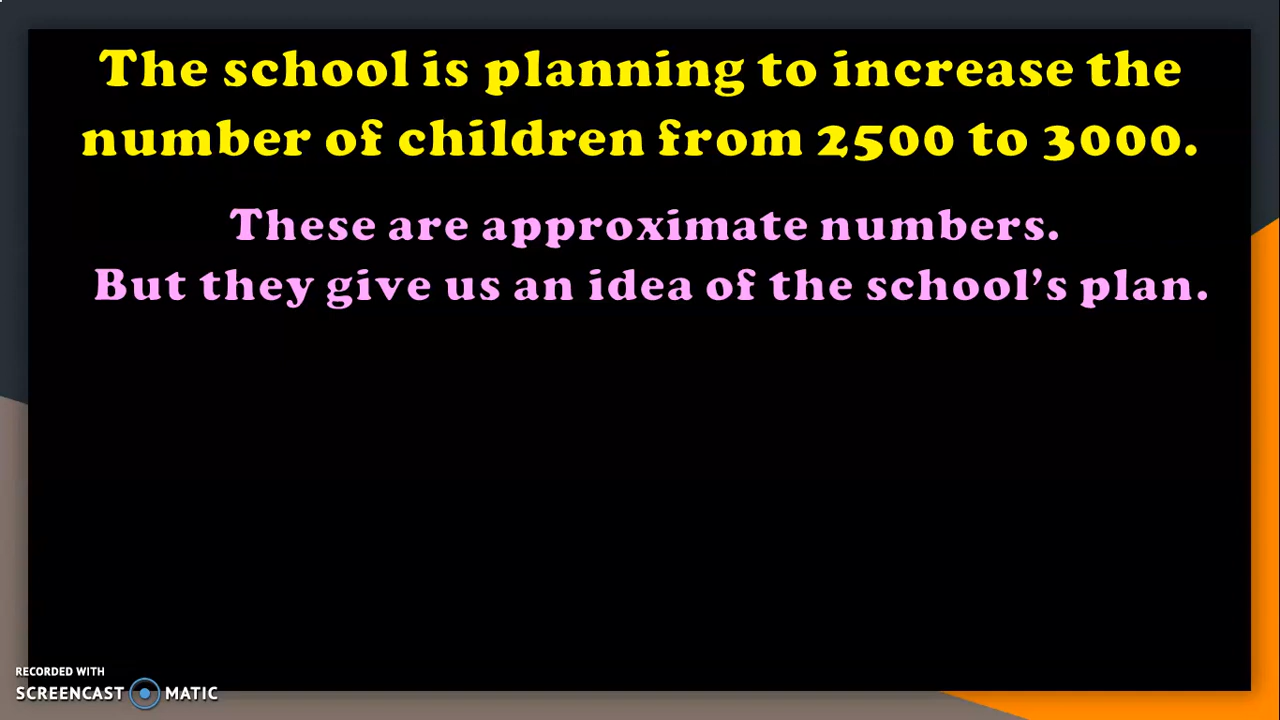 The school is planning to increase the
number of children from 2500 to 3000.
These are approximate numbers.
But they give us an idea of the school’s plan.
RECORDED WITH
SCREENCAST MATIC